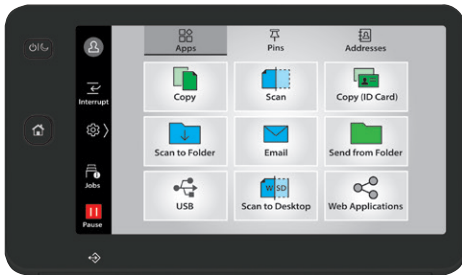 Apps
Pins
Addresses
Interrupt
Jobs
Pause
Copy
Scan
Copy (ID Card)
Scan to Folder
Email
Send from Folder
W SD
USB
Scan to Desktop
Web Applications